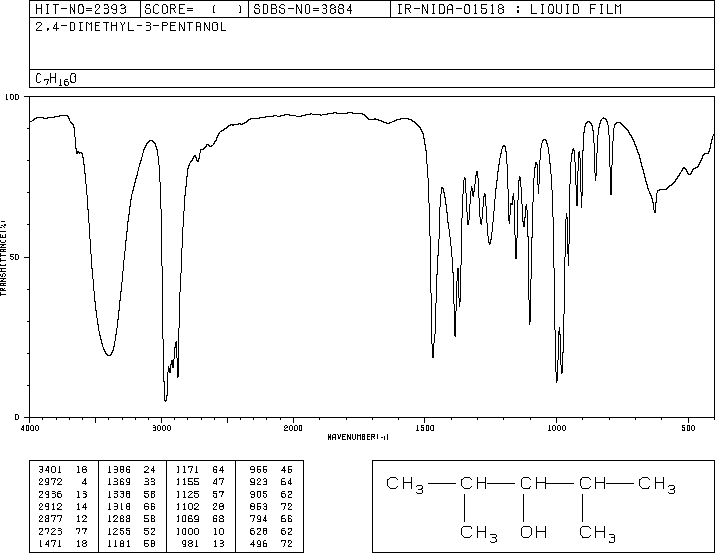 HIT-NO=2393 SCORE= ( ) SDBS-NO=3884 IR-NIDA-01518 : LIQUID FILM
2,4-DIMETHYL-3-PENTANOL
C7H16O
100
50
0
TRANSMITTANCE(%)
4000 3000 2000 1500 1000 500
WAVENUMBER(-1)
3401 18 1386 24 1171 64 966 46
2972 4 1369 33 1155 47 923 64
2936 13 1338 58 1125 57 905 62
2912 14 1318 66 1102 28 853 72
2877 12 1288 58 1069 68 794 66
2723 77 1255 52 1000 10 628 62
1471 18 1181 58 981 13 496 72
CH3 CH CH CH CH3
CH3 OH CH3